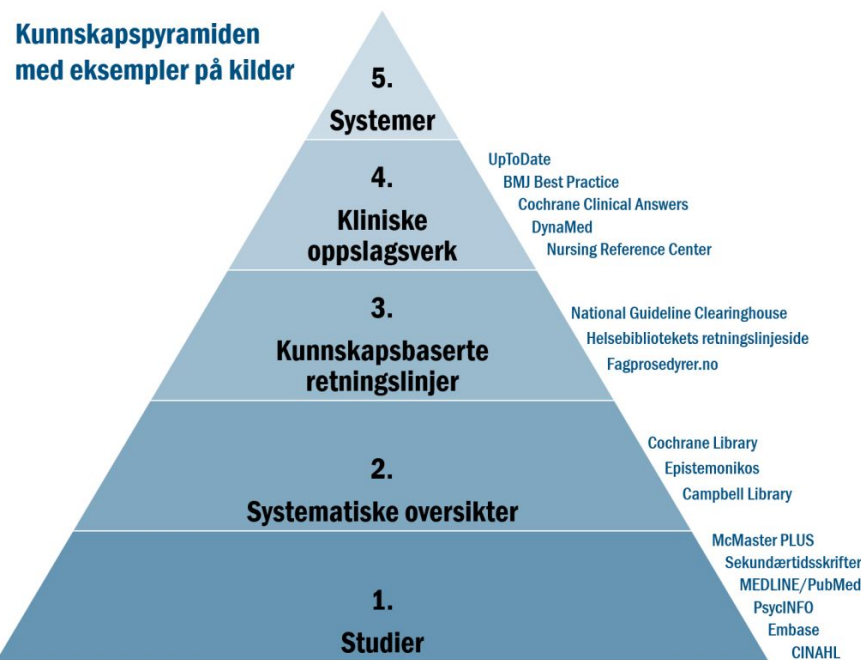 Kunnskapspyramiden
med eksempler på kilder
5.
Systemer
4.
Kliniske
oppslagsverk
UpToDate
BMJ Best Practice
Cochrane Clinical Answers
DynaMed
Nursing Reference Center
3.
Kunnskapsbaserte
retningslinjer
National Guideline Clearinghouse
Helsebibliotekets retningslinjeside
Fagprosedyrer.no
2.
Systematiske oversikter
Cochrane Library
Epistemonikos
Campbell Library
1.
Studier
McMaster PLUS
Sekundærtidsskrifter
MEDLINE/PubMed
PsycINFO
Embase
CINAHL